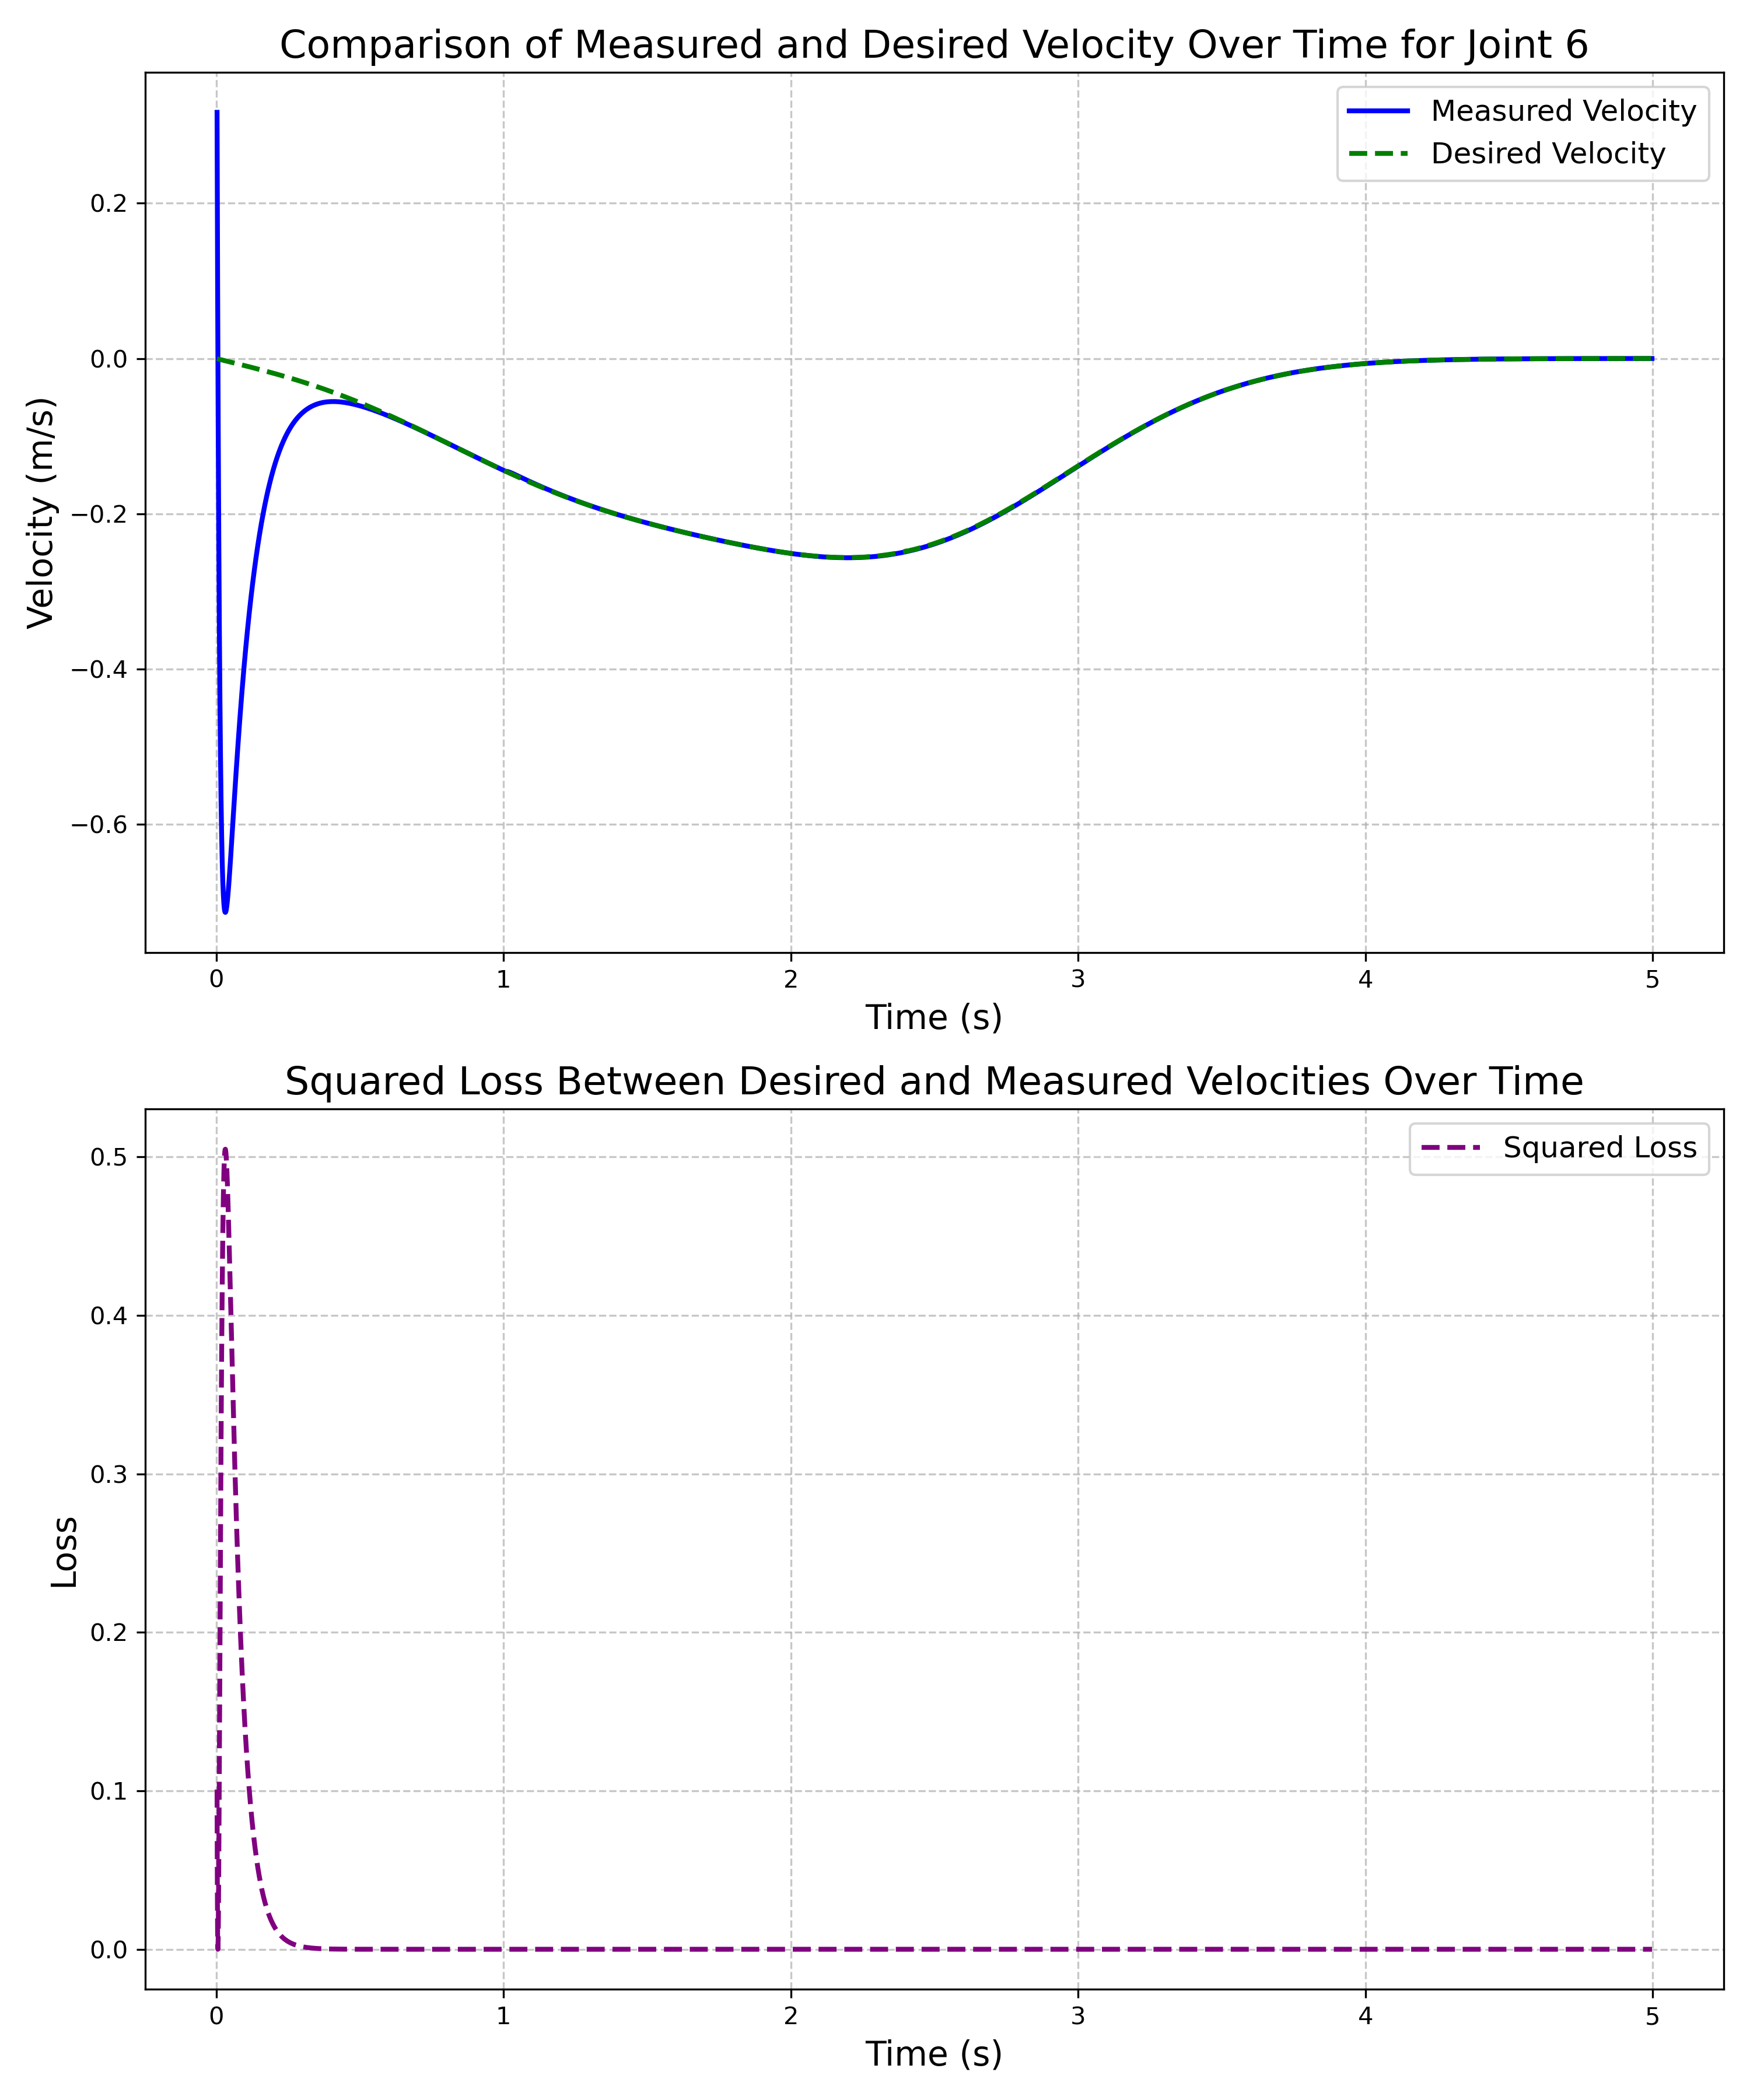 Comparison of Measured and Desired Velocity Over Time for Joint 6
Measured Velocity
Desired Velocity
Velocity (m/s)
0.2
0.0
−0.2
−0.4
−0.6
0 1 2 3 4 5
Time (s)
Squared Loss Between Desired and Measured Velocities Over Time
Squared Loss
Loss
0.5
0.4
0.3
0.2
0.1
0.0
0 1 2 3 4 5
Time (s)